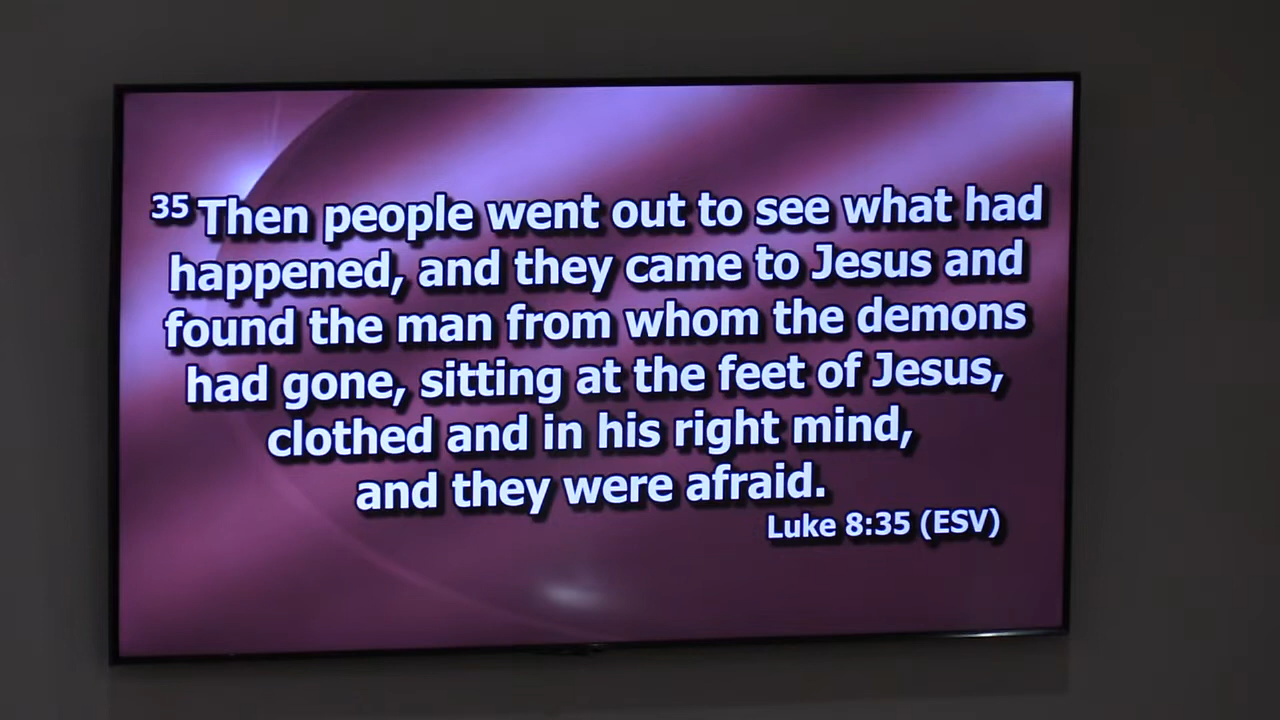 35 Then people went out to see what had
happened, and they came to Jesus and
found the man from whom the demons
had gone, sitting at the feet of Jesus,
clothed and in his right mind,
and they were afraid.
Luke 8:35 (ESV)